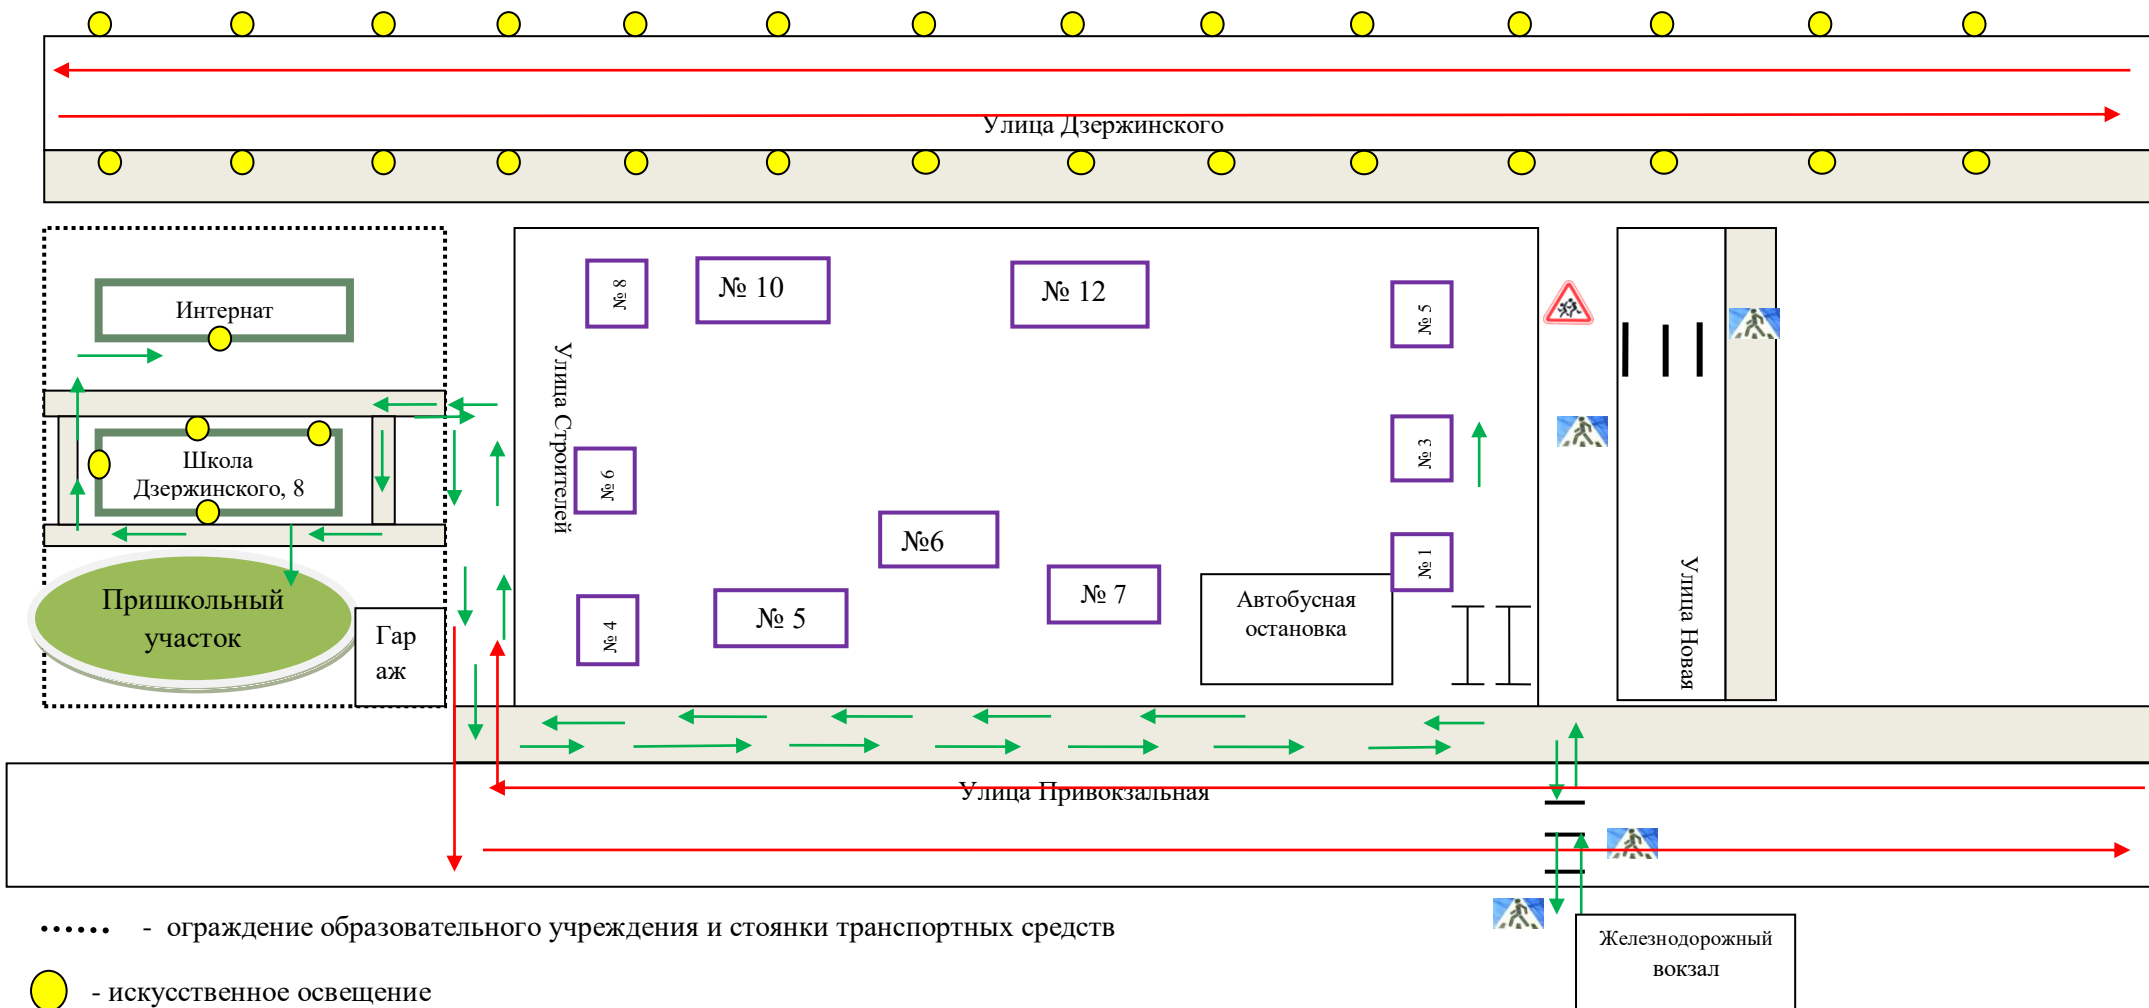 Улица Дзержинского
Интернат
№ 8
№ 10
№ 12
№ 5
Улица Строителей
Школа
Дзержинского, 8
№ 6
№ 3
№6
№ 1
Улица Новая
Пришкольный
участок
Гар
аж
№ 4
№ 5
№ 7
Автобусная
остановка
Улица Привокзальная
- ограждение образовательного учреждения и стоянки транспортных средств
Железнодорожный
вокзал
- искусственное освещение